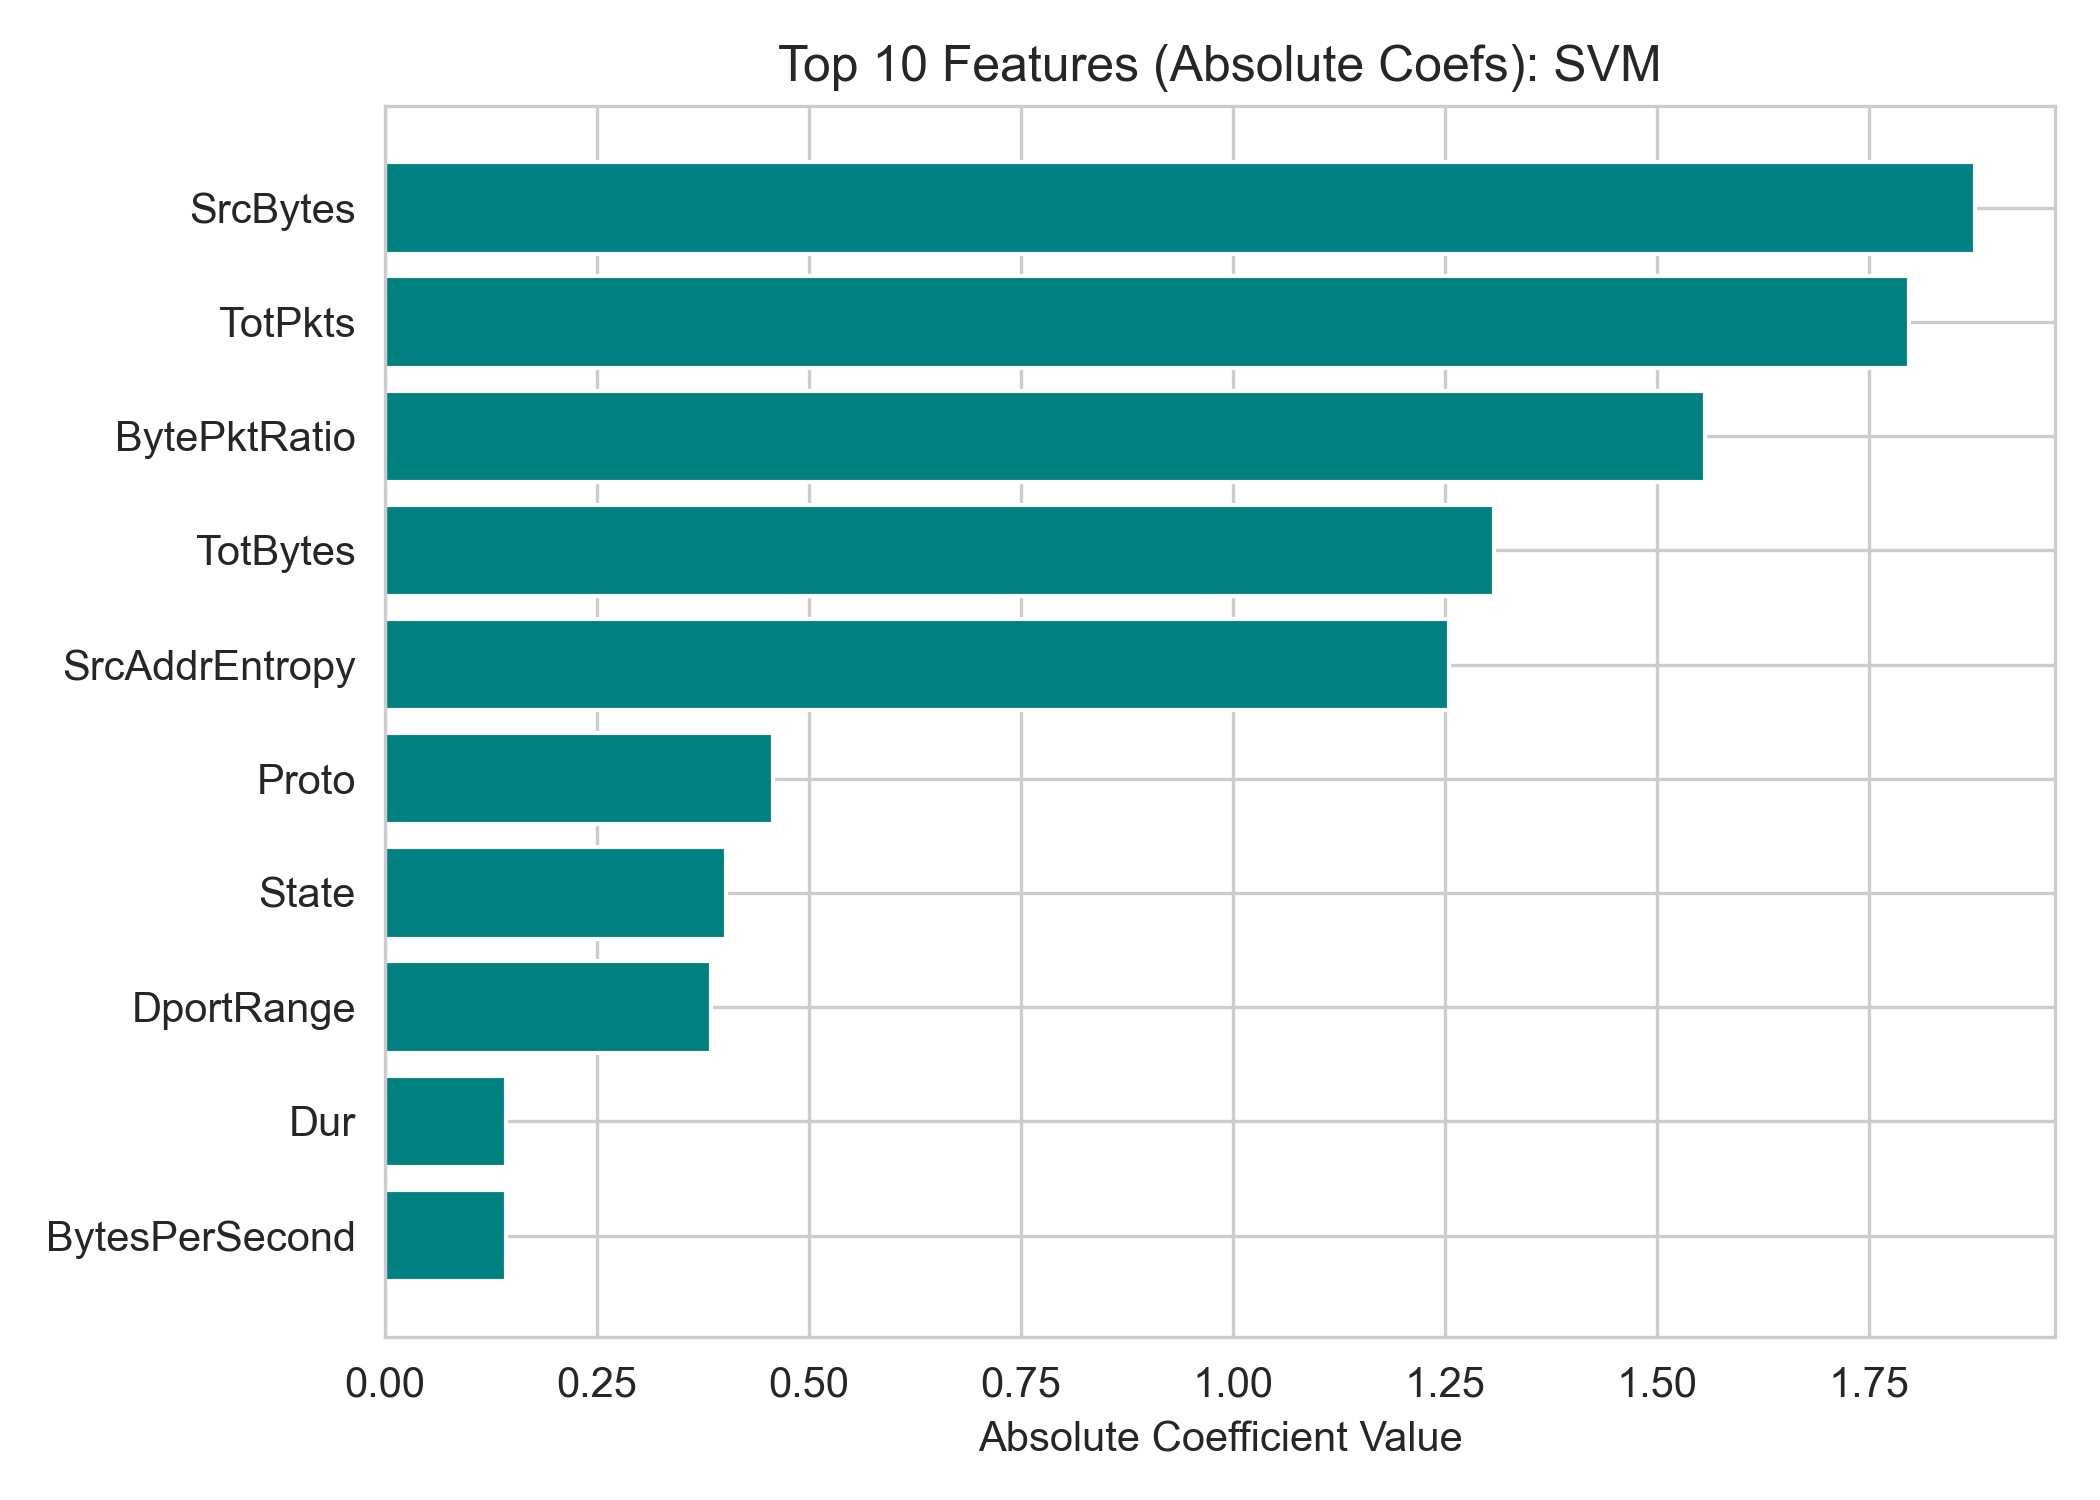 Top 10 Features (Absolute Coefs): SVM
SrcBytes
TotPkts
BytePktRatio
TotBytes
SrcAddrEntropy
Proto
State
DportRange
Dur
BytesPerSecond
0.00 0.25 0.50 0.75 1.00 1.25 1.50 1.75
Absolute Coefficient Value